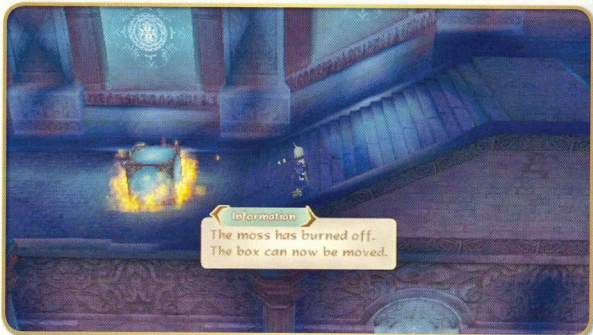 Information
The moss has burned off.
The box can now be moved.